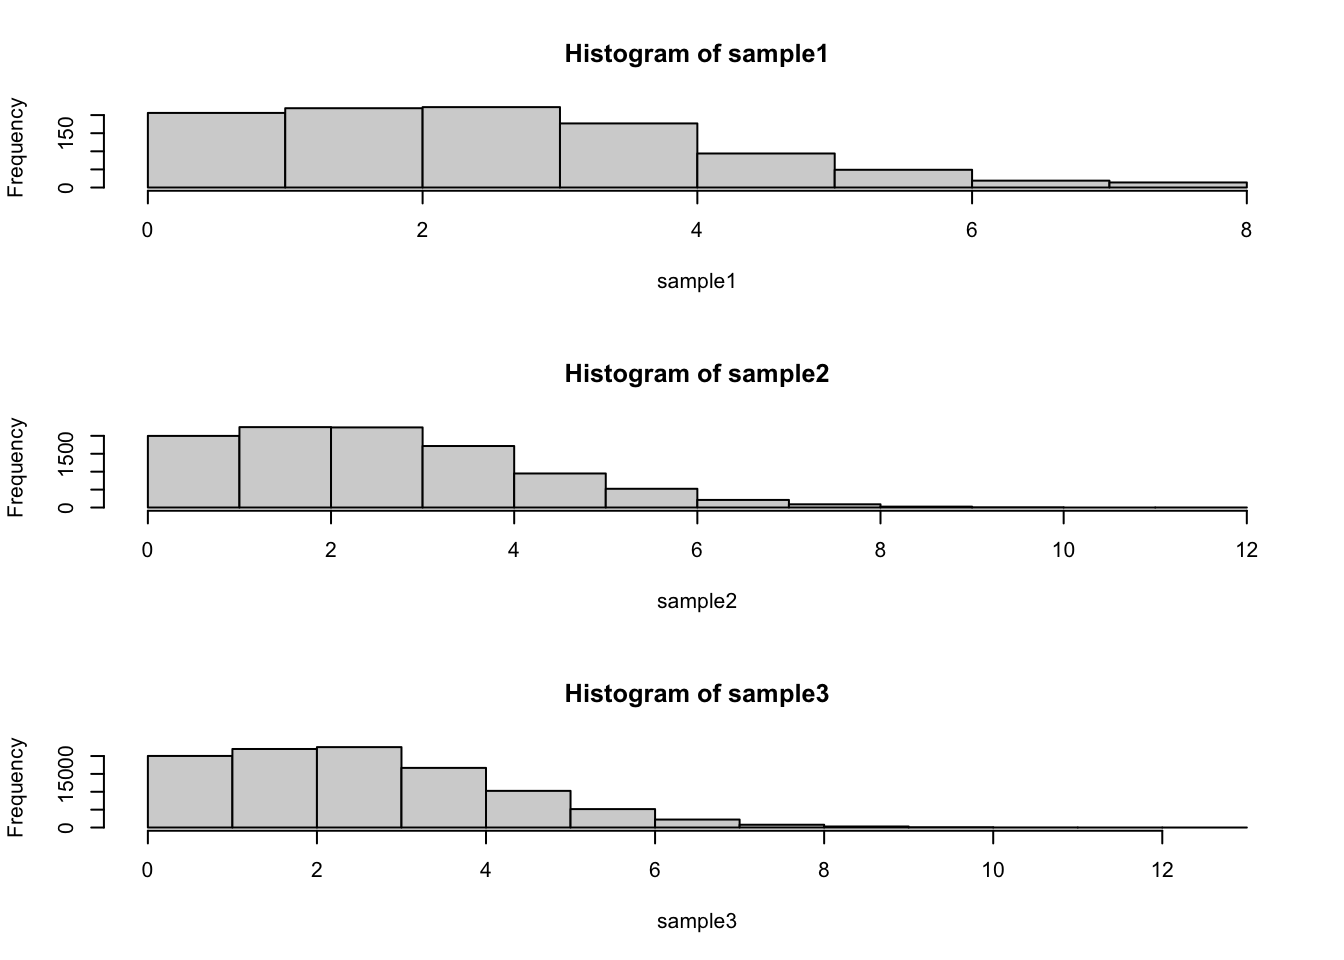 Histogram of sample1
Frequency
150
0
0 2 4 6 8
sample1
Histogram of sample2
Frequency
1500
0
0 2 4 6 8 10 12
sample2
Histogram of sample3
Frequency
15000
0
0 2 4 6 8 10 12
sample3